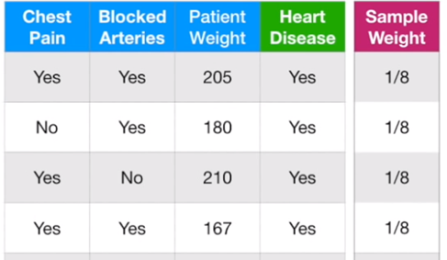 Chest Pain Blocked Arteries Patient Weight Heart Disease Sample Weight
Yes Yes 205 Yes 1/8
No Yes 180 Yes 1/8
Yes No 210 Yes 1/8
Yes Yes 167 Yes 1/8